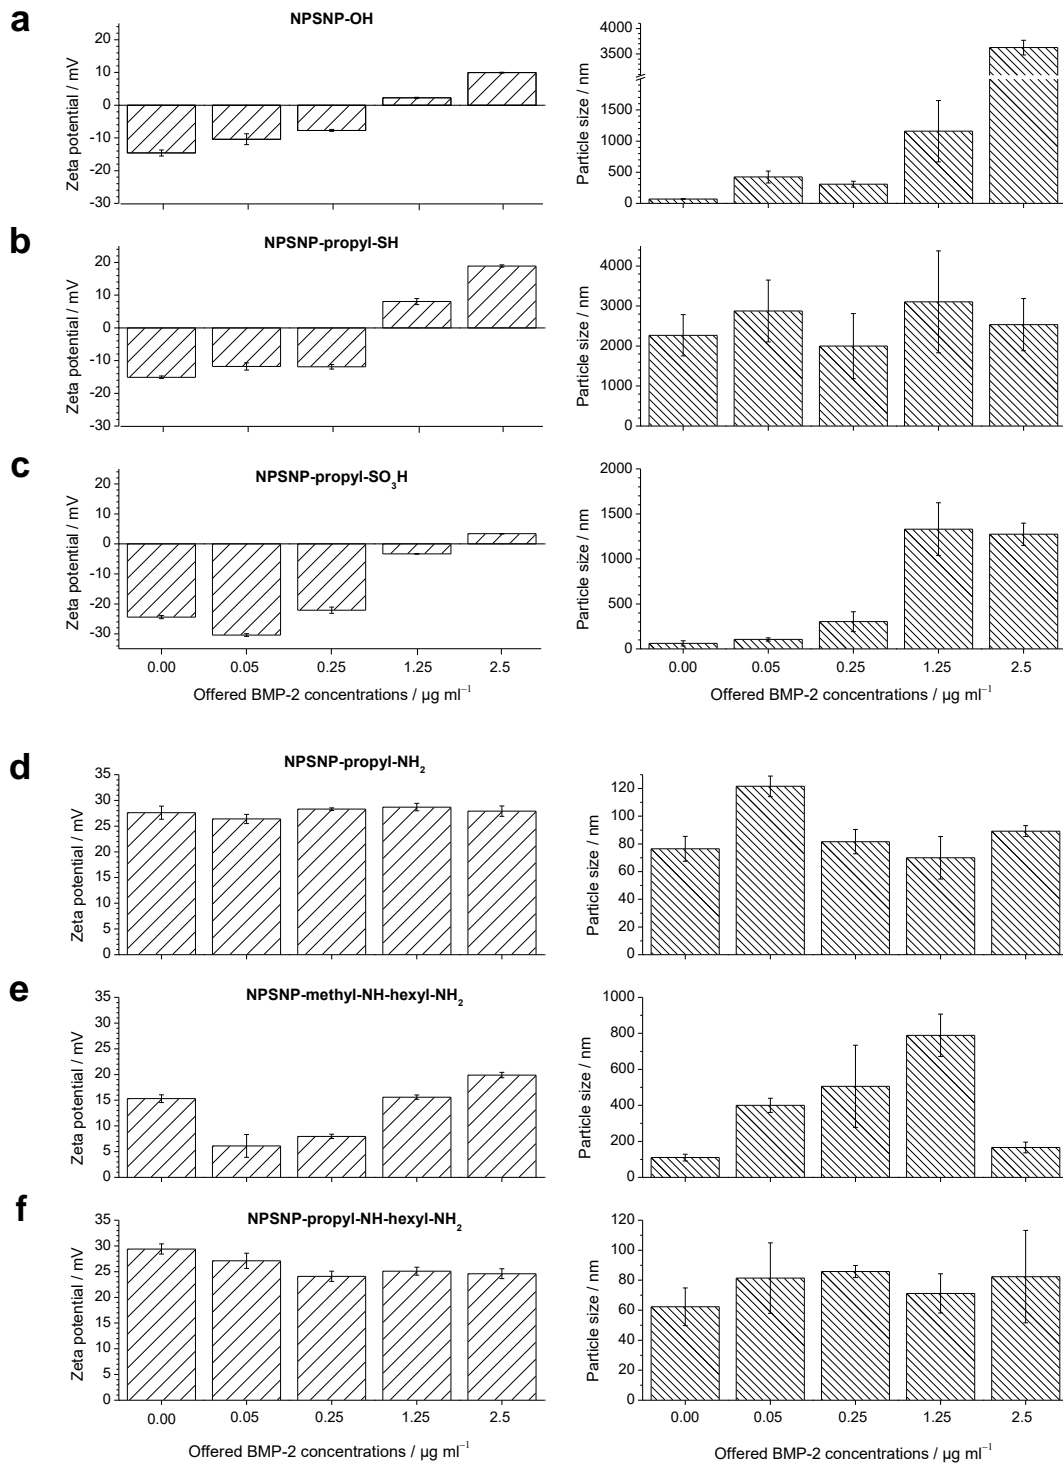 a
NPSNP-OH
Zeta potential / mV
20
10
0
-10
-20
-30
Particle size / nm
3500
1500
1000
500
0
b
NPSNP-propyl-SH
Zeta potential / mV
20
10
0
-10
-20
-30
Particle size / nm
4000
3000
2000
1000
0
c
NPSNP-propyl-SO₃H
Zeta potential / mV
20
10
0
-10
-20
-30
0.00 0.05 0.25 1.25 2.5
Offered BMP-2 concentrations / µg ml⁻¹
Particle size / nm
2000
1500
1000
500
0
0.00 0.05 0.25 1.25 2.5
Offered BMP-2 concentrations / µg ml⁻¹
d
NPSNP-propyl-NH₂
Zeta potential / mV
35
30
25
20
15
10
5
0
Particle size / nm
120
100
80
60
40
20
0
e
NPSNP-methyl-NH-hexyl-NH₂
Zeta potential / mV
35
30
25
20
15
10
5
0
Particle size / nm
1000
800
600
400
200
0
f
NPSNP-propyl-NH-hexyl-NH₂
Zeta potential / mV
35
30
25
20
15
10
5
0
0.00 0.05 0.25 1.25 2.5
Offered BMP-2 concentrations / µg ml⁻¹
Particle size / nm
120
100
80
60
40
20
0
0.00 0.05 0.25 1.25 2.5
Offered BMP-2 concentrations / µg ml⁻¹